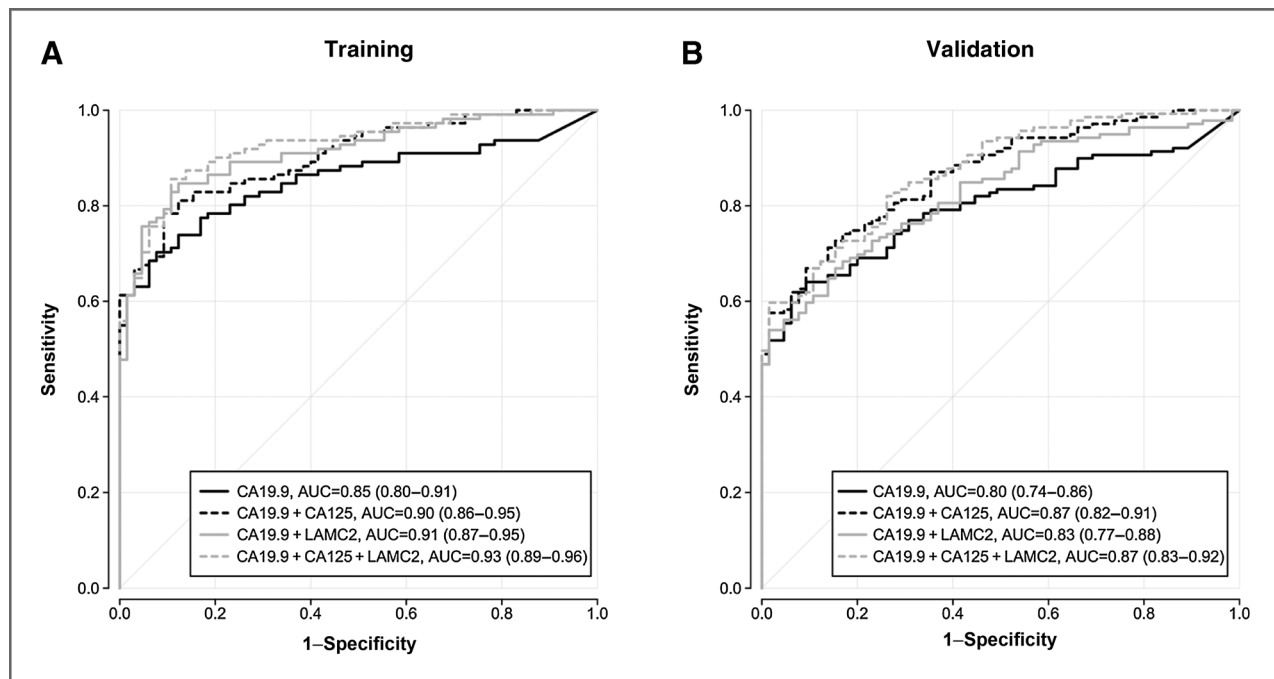 A
Training
1.0
0.8
0.6
0.4
0.2
0.0
Sensitivity
CA19.9, AUC=0.85 (0.80–0.91)
CA19.9 + CA125, AUC=0.90 (0.86–0.95)
CA19.9 + LAMC2, AUC=0.91 (0.87–0.95)
CA19.9 + CA125 + LAMC2, AUC=0.93 (0.89–0.96)
0.0 0.2 0.4 0.6 0.8 1.0
1–Specificity
B
Validation
1.0
0.8
0.6
0.4
0.2
0.0
Sensitivity
CA19.9, AUC=0.80 (0.74–0.86)
CA19.9 + CA125, AUC=0.87 (0.82–0.91)
CA19.9 + LAMC2, AUC=0.83 (0.77–0.88)
CA19.9 + CA125 + LAMC2, AUC=0.87 (0.83–0.92)
0.0 0.2 0.4 0.6 0.8 1.0
1–Specificity